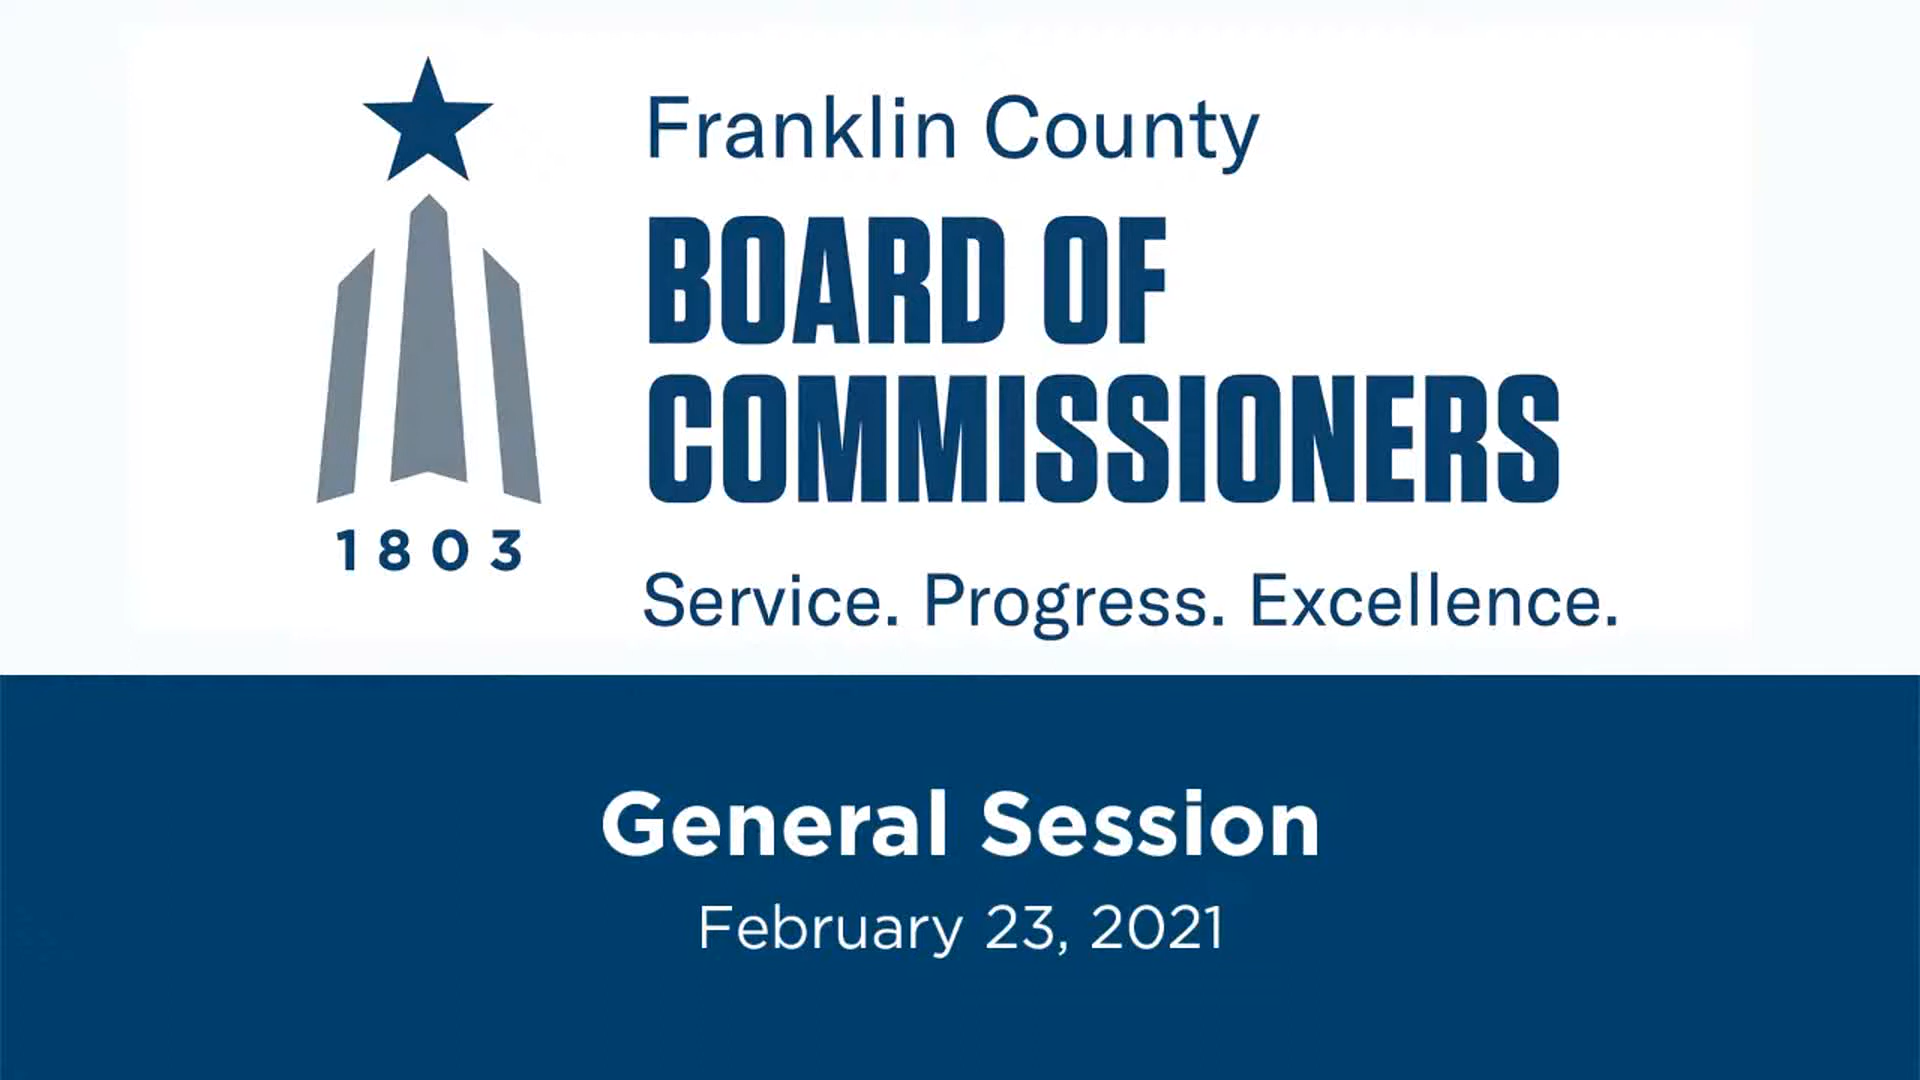 Franklin County
BOARD OF
COMMISSIONERS
1803
Service. Progress. Excellence.
General Session
February 23, 2021